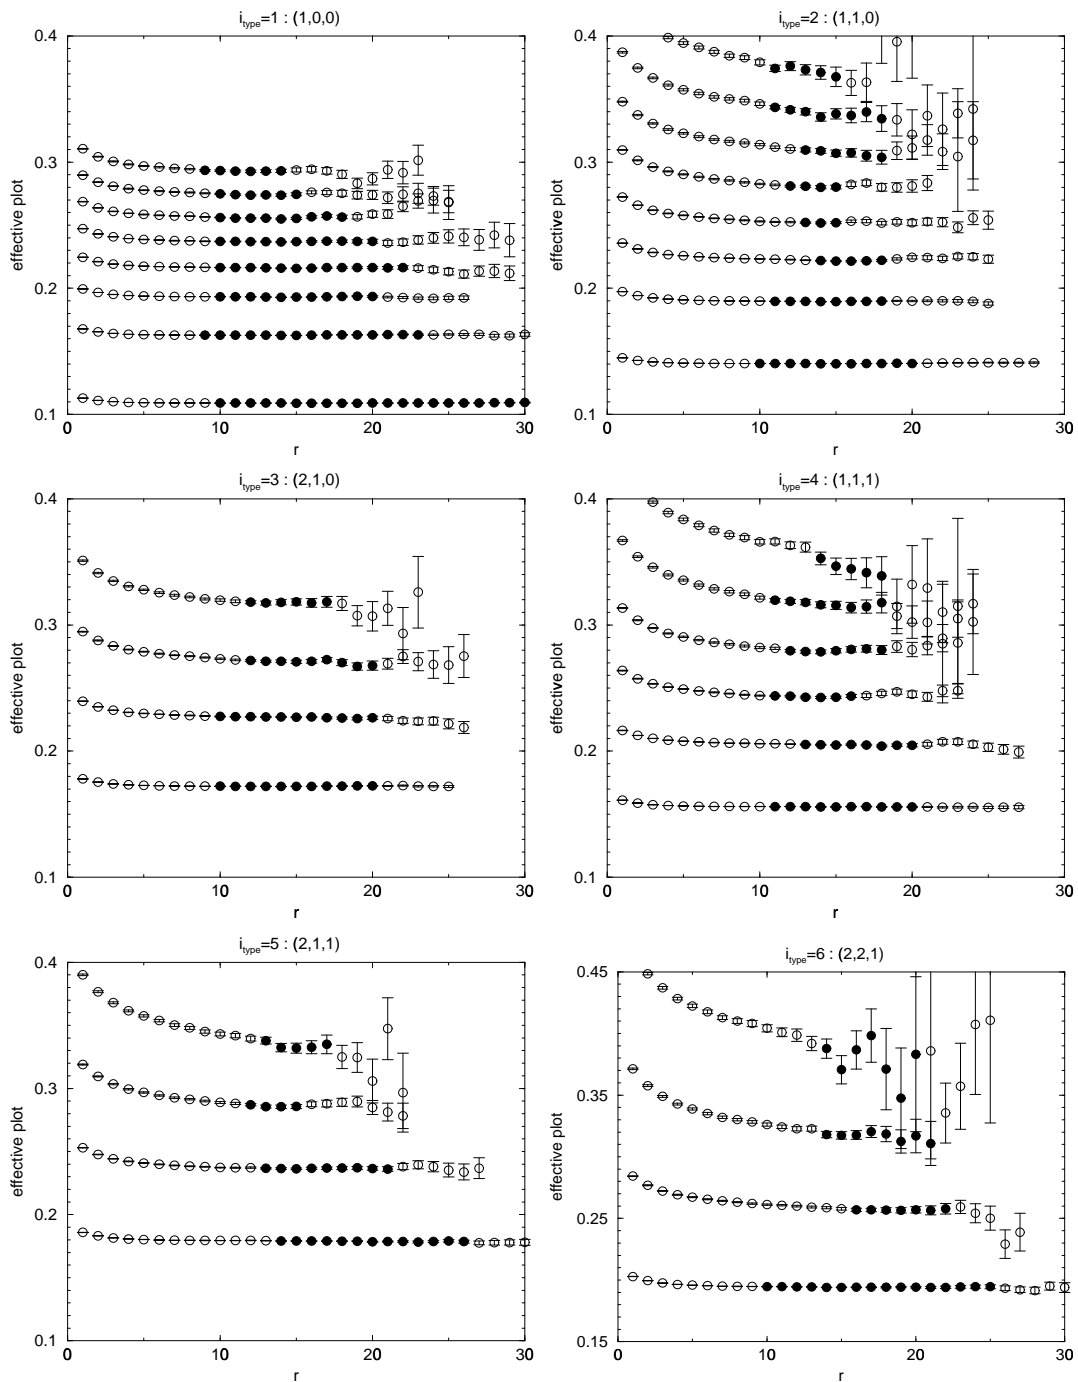 i_type=1 : (1,0,0)
0.4
0.3
0.2
0.1
effective plot
0
10
20
30
r
i_type=2 : (1,1,0)
0.4
0.3
0.2
0.1
effective plot
0
10
20
30
r
i_type=3 : (2,1,0)
0.4
0.3
0.2
0.1
effective plot
0
10
20
30
r
i_type=4 : (1,1,1)
0.4
0.3
0.2
0.1
effective plot
0
10
20
30
r
i_type=5 : (2,1,1)
0.4
0.3
0.2
0.1
effective plot
0
10
20
30
r
i_type=6 : (2,2,1)
0.45
0.35
0.25
0.15
effective plot
0
10
20
30
r